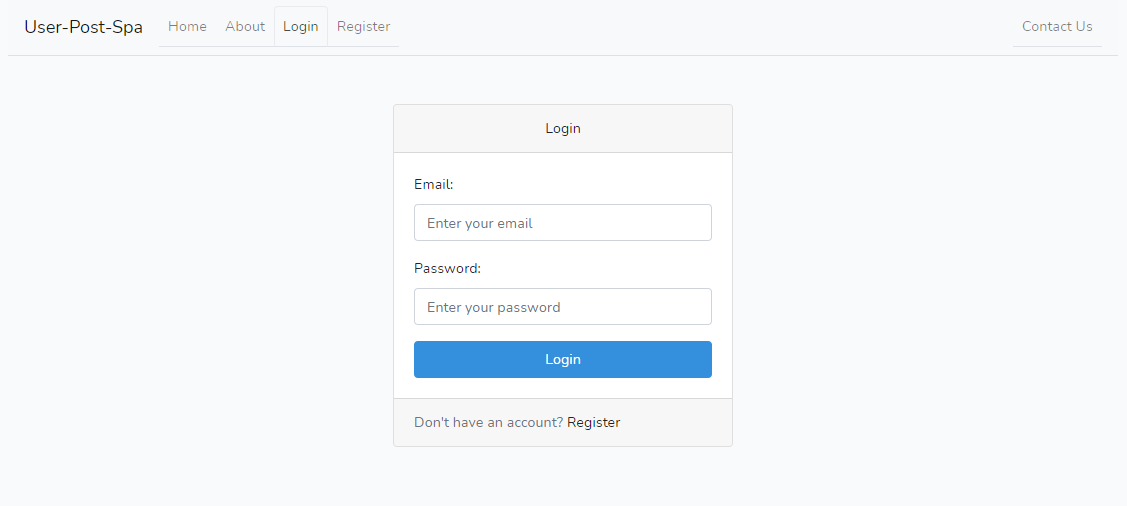 User-Post-Spa Home About Login Register Contact Us
Login
Email:
Enter your email
Password:
Enter your password
Login
Don't have an account? Register